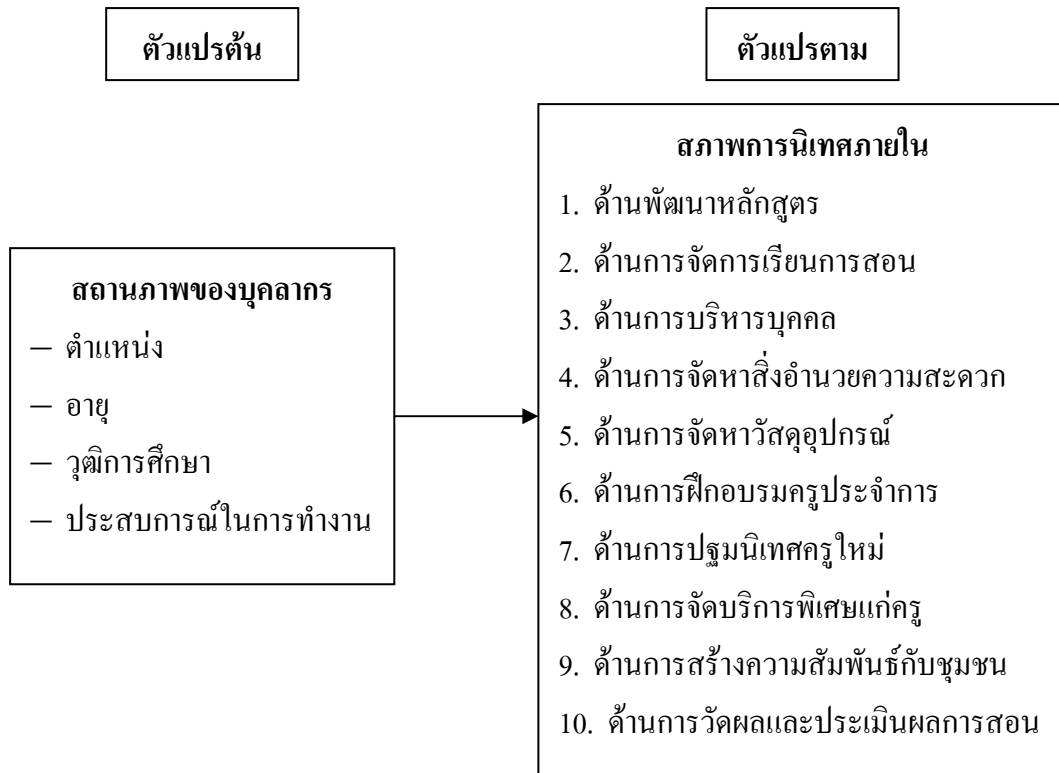 ตัวแปรต้น
ตัวแปรตาม
สถานภาพของบุคลากร
– ตำแหน่ง
– อายุ
– วุฒิการศึกษา
– ประสบการณ์ในการทำงาน
สภาพการนิเทศภายใน
1. ด้านพัฒนาหลักสูตร
2. ด้านการจัดการเรียนการสอน
3. ด้านการบริหารบุคคล
4. ด้านการจัดหาสิ่งอำนวยความสะดวก
5. ด้านการจัดหาวัสดุอุปกรณ์
6. ด้านการฝึกอบรมครูประจำการ
7. ด้านการปฐมนิเทศครูใหม่
8. ด้านการจัดบริการพิเศษแก่ครู
9. ด้านการสร้างความสัมพันธ์กับชุมชน
10. ด้านการวัดผลและประเมินผลการสอน